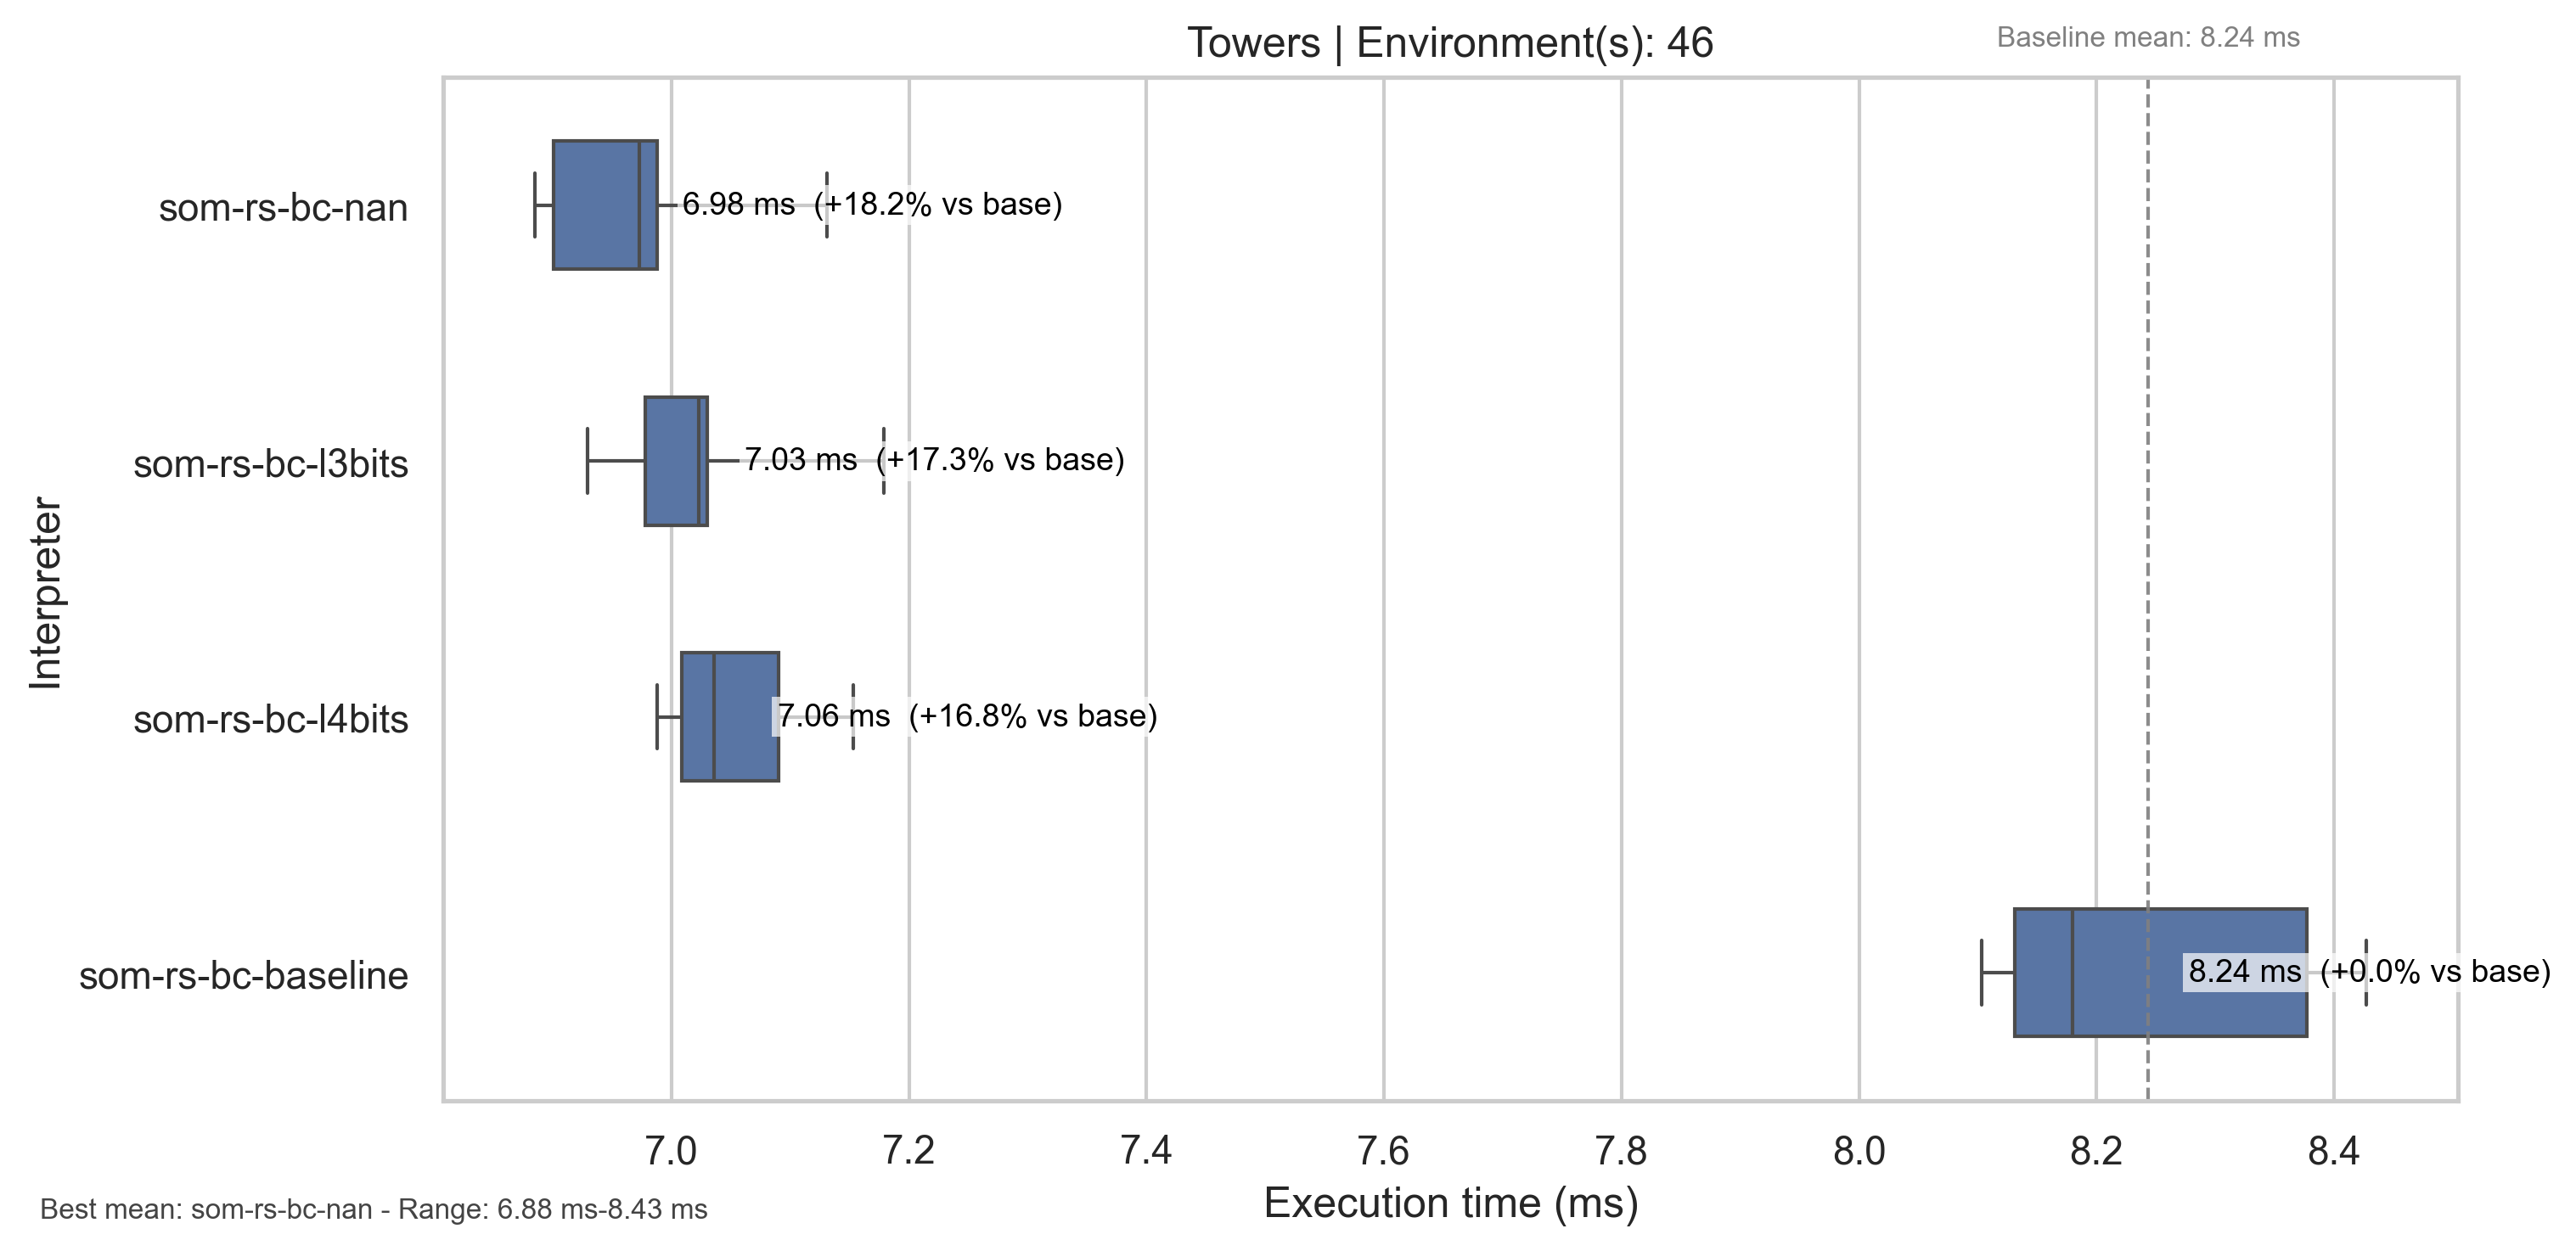 Towers | Environment(s): 46
Baseline mean: 8.24 ms
Interpreter
som-rs-bc-nan
6.98 ms (+18.2% vs base)
som-rs-bc-l3bits
7.03 ms (+17.3% vs base)
som-rs-bc-l4bits
7.06 ms (+16.8% vs base)
som-rs-bc-baseline
8.24 ms (+0.0% vs base)
7.0 7.2 7.4 7.6 7.8 8.0 8.2 8.4
Execution time (ms)
Best mean: som-rs-bc-nan - Range: 6.88 ms-8.43 ms